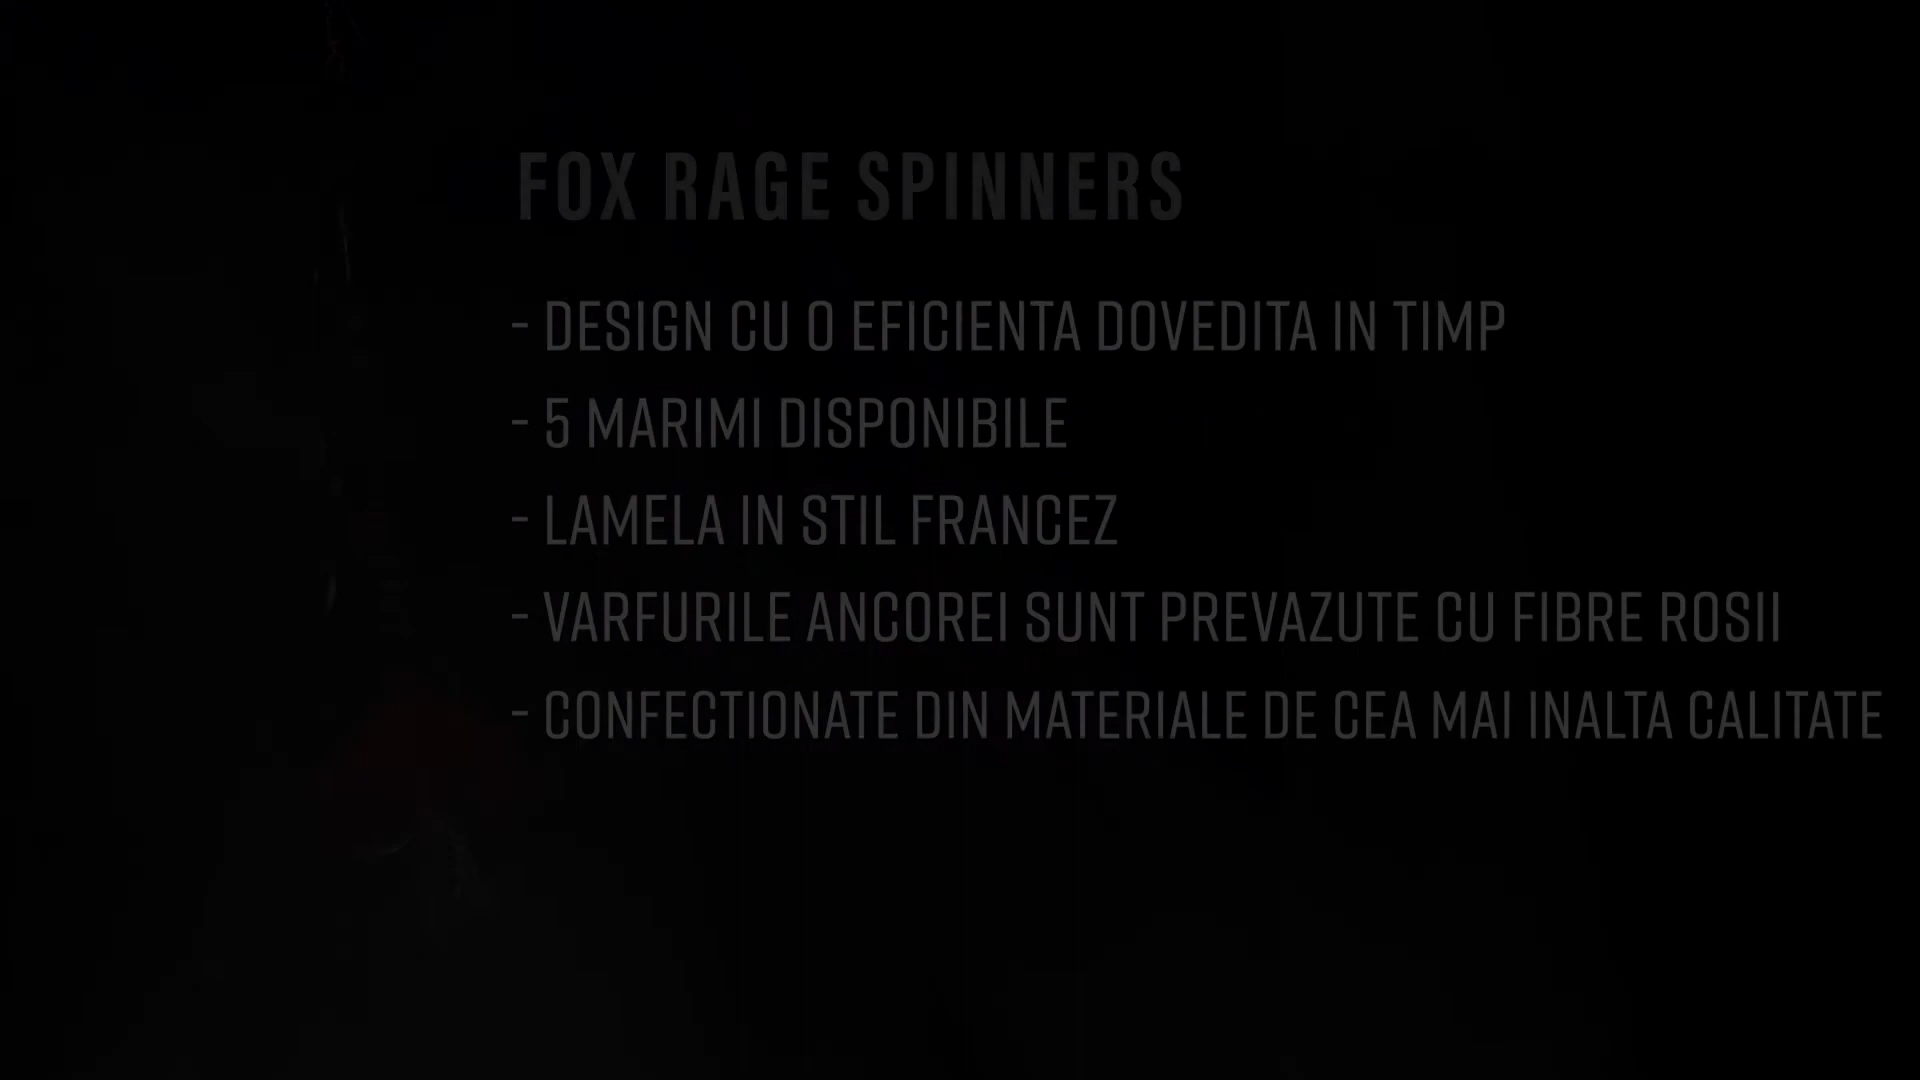 FOX RAGE SPINNERS
- DESIGN CU O EFICIENTA DOVEDITA IN TIMP
- 5 MARIMI DISPONIBILE
- LAMELA IN STIL FRANCEZ
- VARFURILE ANCOREI SUNT PREVAZUTE CU FIBRE ROSII
- CONFECTIONATE DIN MATERIALE DE CEA MAI INALTA CALITATE